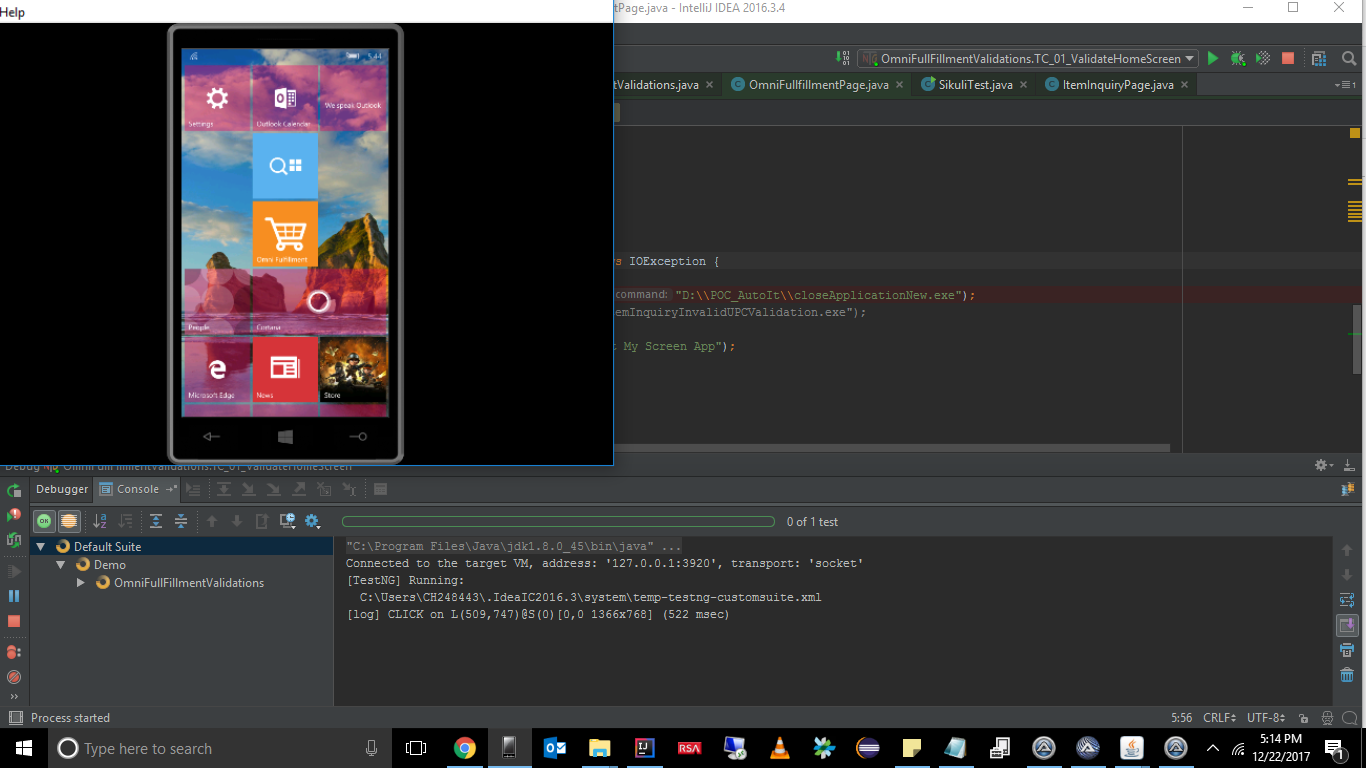 Help
tPage.java - IntelliJ IDEA 2016.3.4
OmniFullFillmentValidations.TC_01_ValidateHomeScreen
tValidations.java
OmniFullfillmentPage.java
SikuliTest.java
ItemInquiryPage.java
5:44
Settings
Outlook Calendar
We speak Outlook
Omni Fulfillment
People
Cortana
Microsoft Edge
News
Store
s IOException {
command: "D:\\POC_AutoIt\\closeApplicationNew.exe");
emInquiryInvalidUPCValidation.exe");
t My Screen App");
Debug OmniFullFillmentValidations.TC_01_ValidateHomeScreen
Debugger Console
0 of 1 test
Default Suite
Demo
OmniFullFillmentValidations
"C:\Program Files\Java\jdk1.8.0_45\bin\java" ...
Connected to the target VM, address: '127.0.0.1:3920', transport: 'socket'
[TestNG] Running:
C:\Users\CH248443\.IdeaIC2016.3\system\temp-testng-customsuite.xml
[log] CLICK on L(509,747)@S(0)[0,0 1366x768] (522 msec)
Process started
5:56 CRLF UTF-8
Type here to search
RSA
5:14 PM
12/22/2017
1